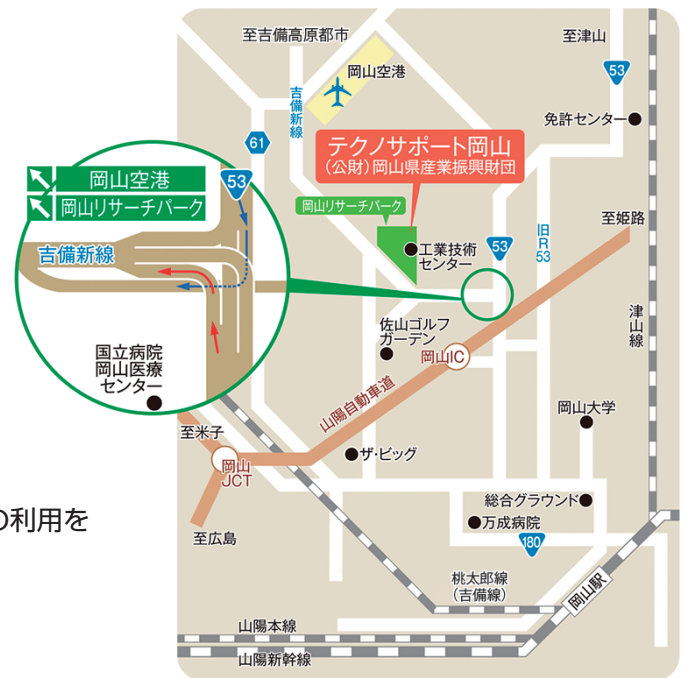 至吉備高原都市
至津山
岡山空港
53
吉備新線
免許センター
61
テクノサポート岡山
(公財)岡山県産業振興財団
岡山空港
53
岡山リサーチパーク
岡山リサーチパーク
至姫路
吉備新線
工業技術
センター
53
旧R53
津山線
佐山ゴルフ
ガーデン
岡山IC
国立病院
岡山医療
センター
山陽自動車道
岡山大学
至米子
ザ・ビッグ
岡山
JCT
総合グラウンド
の利用を
万成病院
至広島
180
桃太郎線
(吉備線)
岡山駅
山陽本線
山陽新幹線